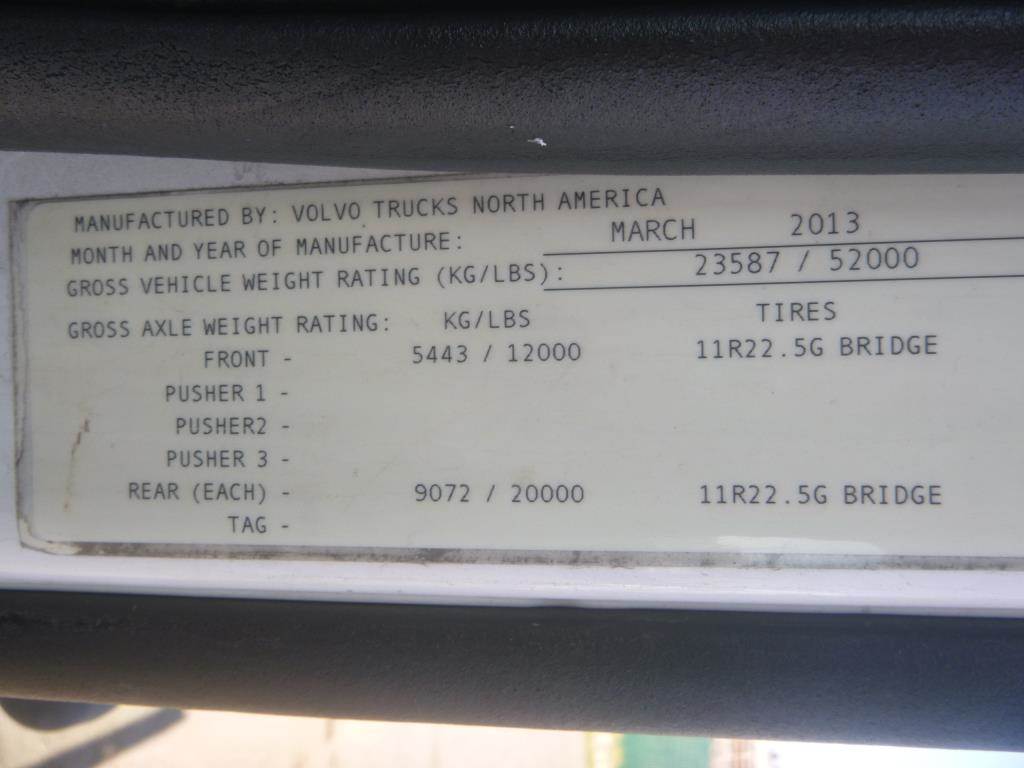 MANUFACTURED BY: VOLVO TRUCKS NORTH AMERICA
MONTH AND YEAR OF MANUFACTURE: MARCH 2013
GROSS VEHICLE WEIGHT RATING (KG/LBS): 23587 / 52000
GROSS AXLE WEIGHT RATING: KG/LBS TIRES
FRONT - 5443 / 12000 11R22.5G BRIDGE
PUSHER 1 -
PUSHER2 -
PUSHER 3 -
REAR (EACH) - 9072 / 20000 11R22.5G BRIDGE
TAG -